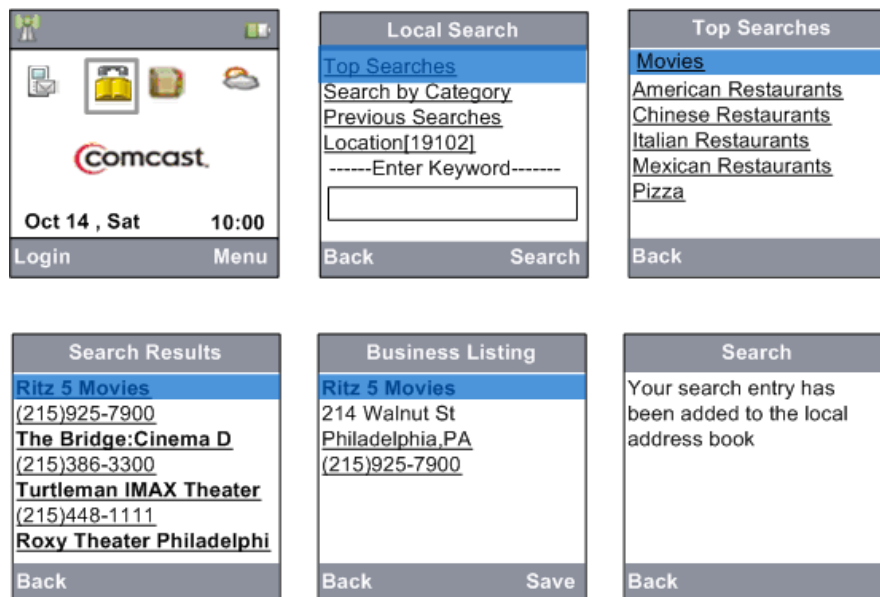 Comcast.
Oct 14 , Sat 10:00
Login Menu
Local Search
Top Searches
Search by Category
Previous Searches
Location[19102]
------Enter Keyword-------
Back Search
Top Searches
Movies
American Restaurants
Chinese Restaurants
Italian Restaurants
Mexican Restaurants
Pizza
Back
Search Results
Ritz 5 Movies
(215)925-7900
The Bridge:Cinema D
(215)386-3300
Turtleman IMAX Theater
(215)448-1111
Roxy Theater Philadelphi
Back
Business Listing
Ritz 5 Movies
214 Walnut St
Philadelphia,PA
(215)925-7900
Back Save
Search
Your search entry has
been added to the local
address book
Back